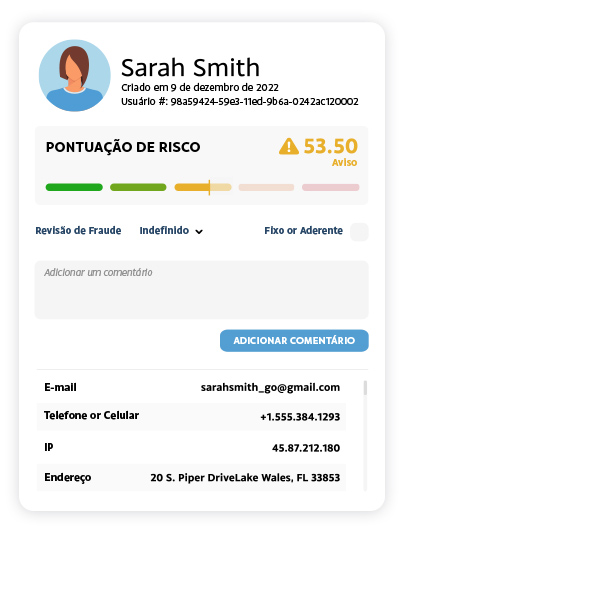 Sarah Smith
Criado em 9 de dezembro de 2022
Usuário #: 98a59424-59e3-11ed-9b6a-0242ac120002
PONTUAÇÃO DE RISCO 53.50
Aviso
Revisão de Fraude Indefinido Fixo or Aderente
Adicionar um comentário
ADICIONAR COMENTÁRIO
E-mail sarahsmith_go@gmail.com
Telefone or Celular +1.555.384.1293
IP 45.87.212.180
Endereço 20 S. Piper DriveLake Wales, FL 33853